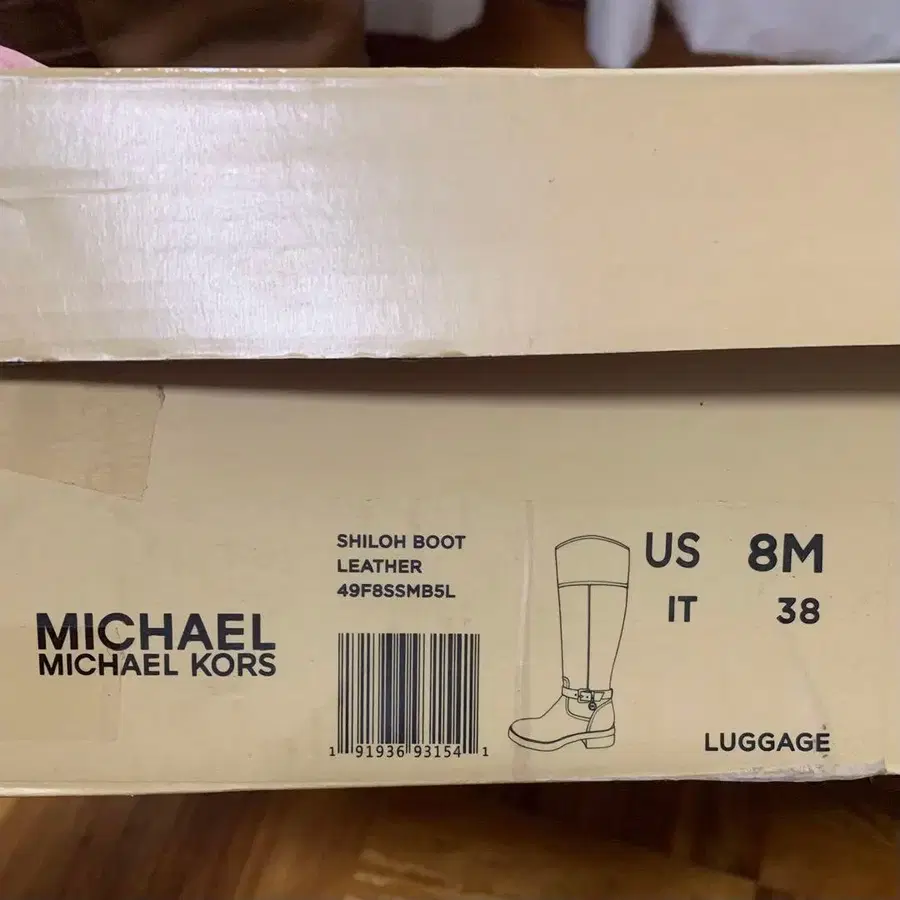 SHILOH BOOT
LEATHER
49F8SSMB5L
MICHAEL
MICHAEL KORS
1 91936 93154 1
US 8M
IT 38
LUGGAGE